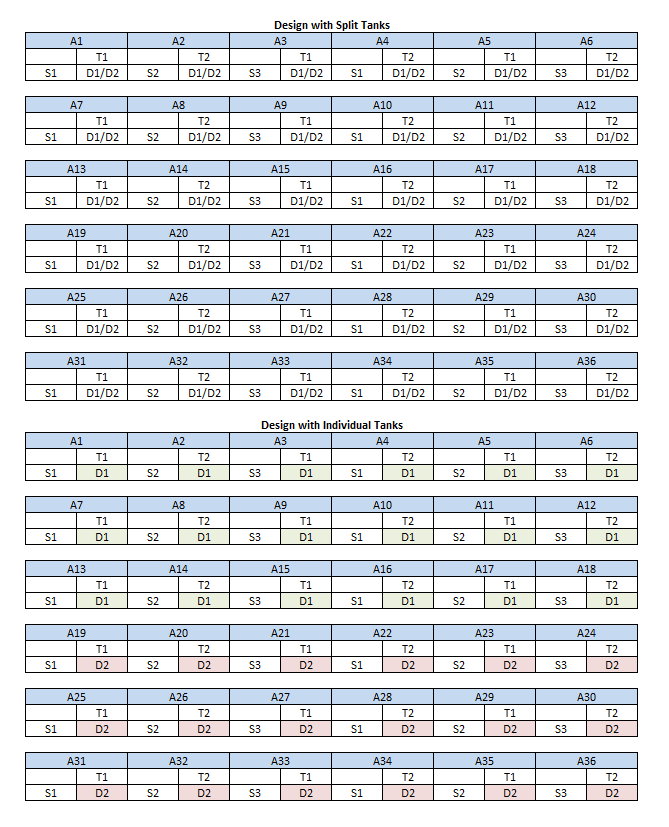 Design with Split Tanks
A1 A2 A3 A4 A5 A6
T1 T2 T1 T2 T1 T2
S1 D1/D2 S2 D1/D2 S3 D1/D2 S1 D1/D2 S2 D1/D2 S3 D1/D2
A7 A8 A9 A10 A11 A12
T1 T2 T1 T2 T1 T2
S1 D1/D2 S2 D1/D2 S3 D1/D2 S1 D1/D2 S2 D1/D2 S3 D1/D2
A13 A14 A15 A16 A17 A18
T1 T2 T1 T2 T1 T2
S1 D1/D2 S2 D1/D2 S3 D1/D2 S1 D1/D2 S2 D1/D2 S3 D1/D2
A19 A20 A21 A22 A23 A24
T1 T2 T1 T2 T1 T2
S1 D1/D2 S2 D1/D2 S3 D1/D2 S1 D1/D2 S2 D1/D2 S3 D1/D2
A25 A26 A27 A28 A29 A30
T1 T2 T1 T2 T1 T2
S1 D1/D2 S2 D1/D2 S3 D1/D2 S1 D1/D2 S2 D1/D2 S3 D1/D2
A31 A32 A33 A34 A35 A36
T1 T2 T1 T2 T1 T2
S1 D1/D2 S2 D1/D2 S3 D1/D2 S1 D1/D2 S2 D1/D2 S3 D1/D2
Design with Individual Tanks
A1 A2 A3 A4 A5 A6
T1 T2 T1 T2 T1 T2
S1 D1 S2 D1 S3 D1 S1 D1 S2 D1 S3 D1
A7 A8 A9 A10 A11 A12
T1 T2 T1 T2 T1 T2
S1 D1 S2 D1 S3 D1 S1 D1 S2 D1 S3 D1
A13 A14 A15 A16 A17 A18
T1 T2 T1 T2 T1 T2
S1 D1 S2 D1 S3 D1 S1 D1 S2 D1 S3 D1
A19 A20 A21 A22 A23 A24
T1 T2 T1 T2 T1 T2
S1 D2 S2 D2 S3 D2 S1 D2 S2 D2 S3 D2
A25 A26 A27 A28 A29 A30
T1 T2 T1 T2 T1 T2
S1 D2 S2 D2 S3 D2 S1 D2 S2 D2 S3 D2
A31 A32 A33 A34 A35 A36
T1 T2 T1 T2 T1 T2
S1 D2 S2 D2 S3 D2 S1 D2 S2 D2 S3 D2